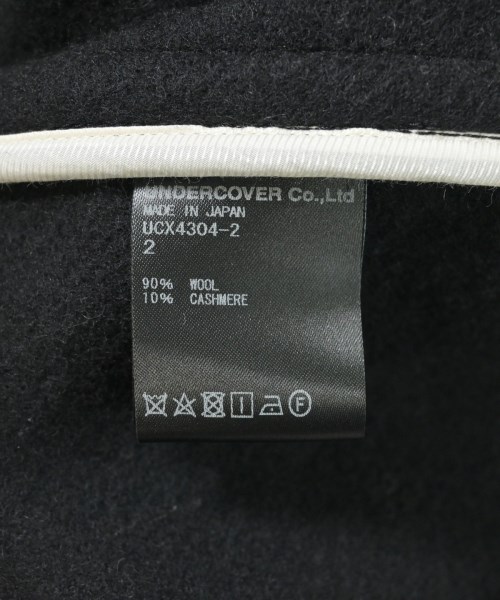 UNDERCOVER Co.,Ltd
MADE IN JAPAN
UCX4304-2
2
90% WOOL
10% CASHMERE
F